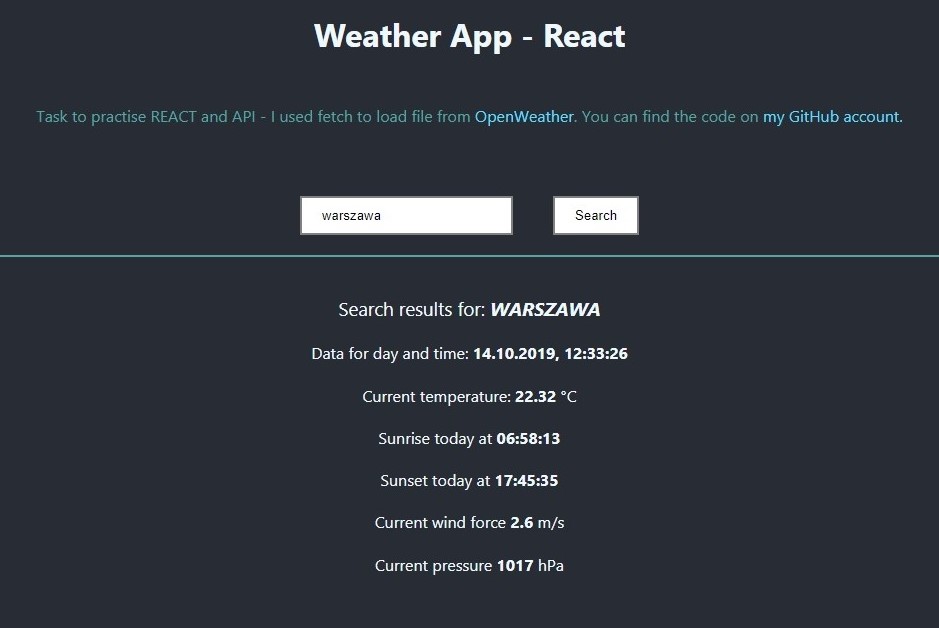 Weather App - React
Task to practise REACT and API - I used fetch to load file from OpenWeather. You can find the code on my GitHub account.
warszawa
Search
Search results for: WARSZAWA
Data for day and time: 14.10.2019, 12:33:26
Current temperature: 22.32 °C
Sunrise today at 06:58:13
Sunset today at 17:45:35
Current wind force 2.6 m/s
Current pressure 1017 hPa